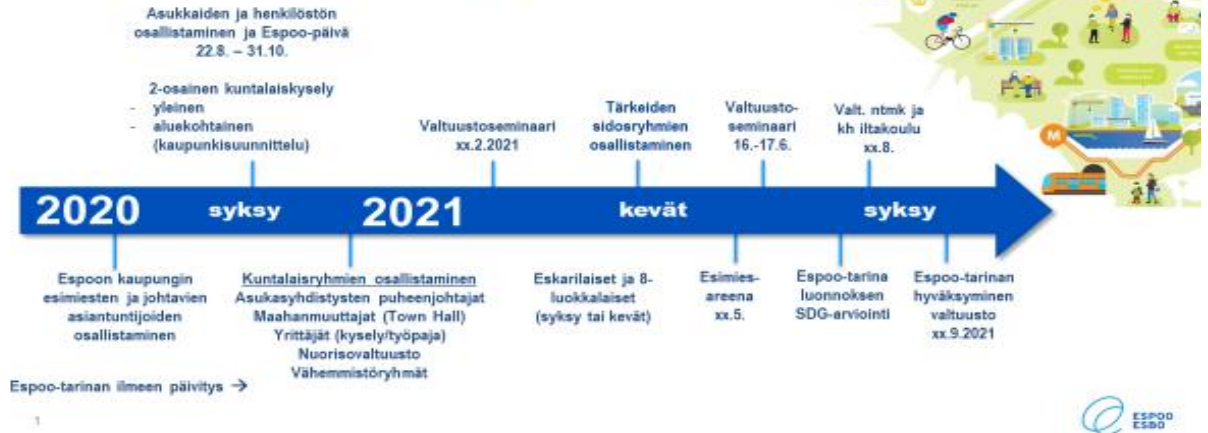 Asukkaiden ja henkilöstön
osallistaminen ja Espoo-päivä
22.8. – 31.10.
2-osainen kuntalaiskysely
- yleinen
- aluekohtainen
(kaupunkisuunnittelu)
Valtuustoseminaari
xx.2.2021
Tärkeiden
sidosryhmien
osallistaminen
Valtuusto-
seminaari
16.-17.6.
Valt. ntmk ja
kh iltakoulu
xx.8.
M
2020 syksy 2021 kevät syksy
Espoon kaupungin
esimiesten ja johtavien
asiantuntijoiden
osallistaminen
Kuntalaisryhmien osallistaminen
Asukasyhdistysten puheenjohtajat
Maahanmuuttajat (Town Hall)
Yrittäjät (kysely/työpaja)
Nuorisovaltuusto
Vähemmistöryhmät
Eskarilaiset ja 8-
luokkalaiset
(syksy tai kevät)
Esimies-
areena
xx.5.
Espoo-tarina
luonnoksen
SDG-arviointi
Espoo-tarinan
hyväksyminen
valtuusto
xx.9.2021
Espoo-tarinan ilmeen päivitys →
1
ESPOO
ESBO